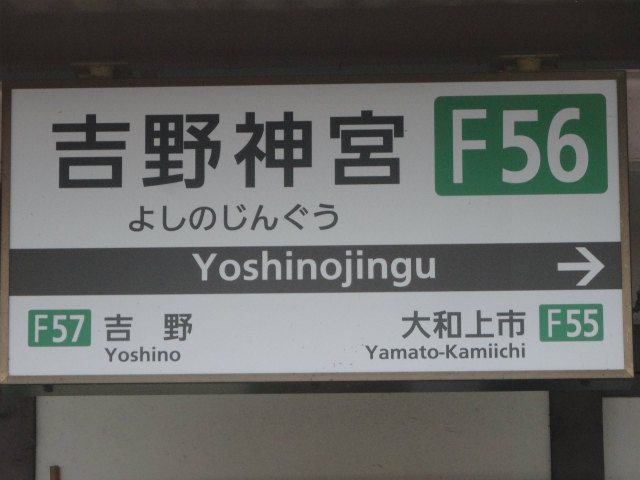 吉野神宮 F56
よしのじんぐう
Yoshinojingu →
F57 吉野 大和上市 F55
Yoshino Yamato-Kamiichi